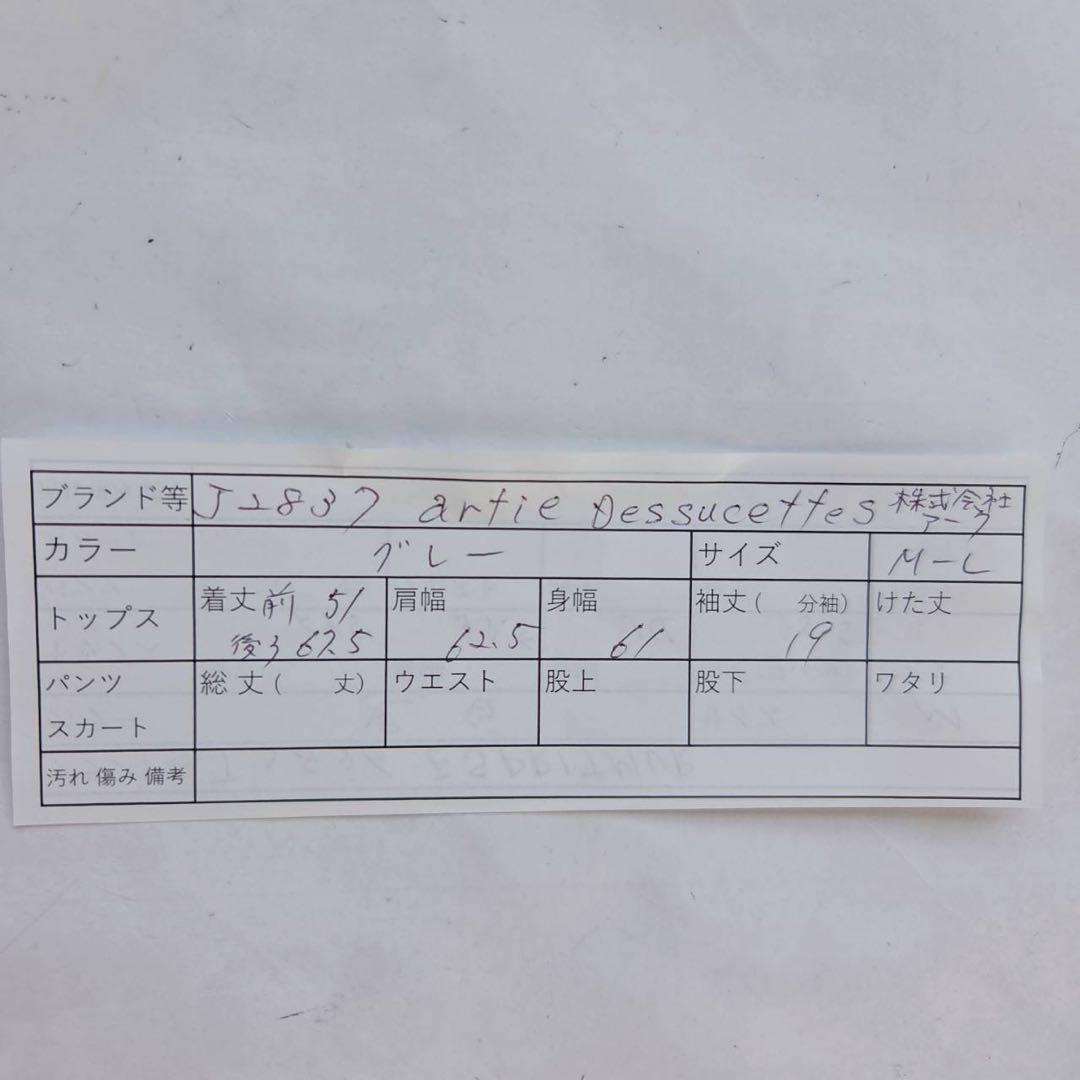 ブランド等 J2837 artie Dessucettes 株式会社
アーク
カラー グレー サイズ M-L
トップス 着丈 前 51 肩幅 身幅 袖丈( 分袖) けた丈
後ろ 67.5 62.5 61 19
パンツ 総丈( 丈) ウエスト 股上 股下 ワタリ
スカート
汚れ 傷み 備考